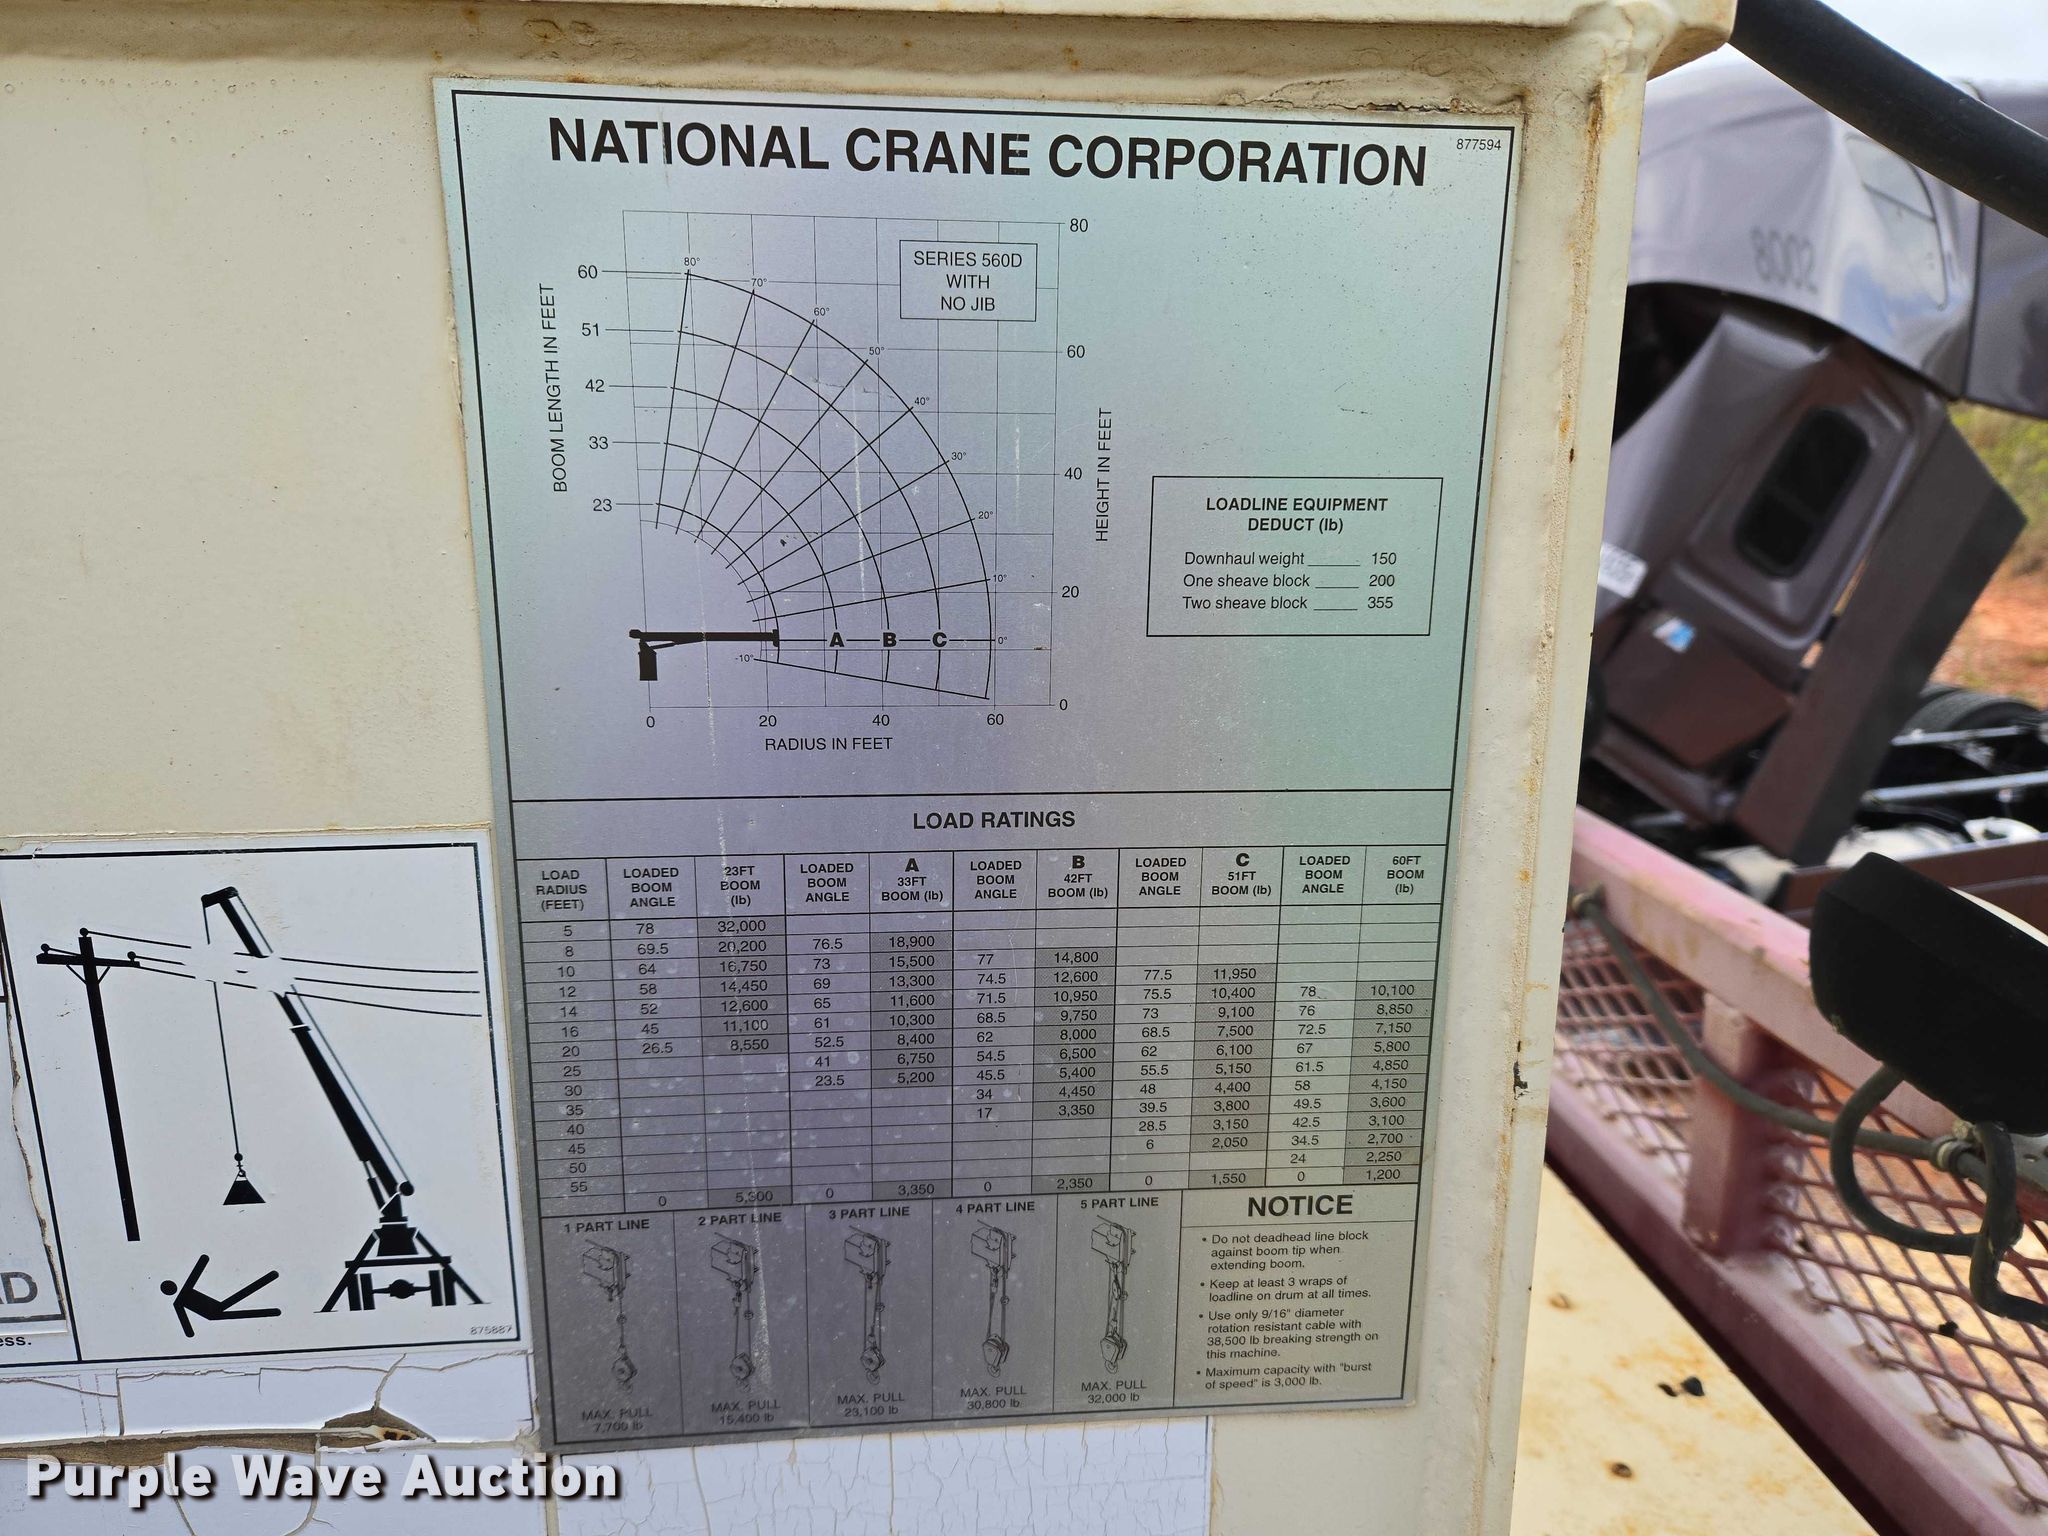 NATIONAL CRANE CORPORATION
877594
SERIES 560D
WITH
NO JIB
BOOM LENGTH IN FEET
60
51
42
33
23
80°
70°
60°
50°
40°
30°
20°
10°
0°
-10°
A B C
80
60
40
20
0
HEIGHT IN FEET
0 20 40 60
RADIUS IN FEET
LOADLINE EQUIPMENT
DEDUCT (lb)
Downhaul weight 150
One sheave block 200
Two sheave block 355
LOAD RATINGS
LOAD RADIUS (FEET) LOADED BOOM ANGLE 23FT BOOM (lb) LOADED BOOM ANGLE A 33FT BOOM (lb) LOADED BOOM ANGLE B 42FT BOOM (lb) LOADED BOOM ANGLE C 51FT BOOM (lb) LOADED BOOM ANGLE 60FT BOOM (lb)
5 78 32,000
8 69.5 20,200 76.5 18,900
10 64 16,750 73 15,500 77 14,800
12 58 14,450 69 13,300 74.5 12,600 77.5 11,950
14 52 12,600 65 11,600 71.5 10,950 75.5 10,400 78 10,100
16 45 11,100 61 10,300 68.5 9,750 73 9,100 76 8,850
20 26.5 8,550 52.5 8,400 62 8,000 68.5 7,500 72.5 7,150
25 41 6,750 54.5 6,500 62 6,100 67 5,800
30 23.5 5,200 45.5 5,400 55.5 5,150 61.5 4,850
35 34 4,450 48 4,400 58 4,150
40 17 3,350 39.5 3,800 49.5 3,600
45 28.5 3,150 42.5 3,100
50 6 2,050 34.5 2,700
55 24 2,250
0 5,300 0 3,350 0 2,350 0 1,550 0 1,200
1 PART LINE 2 PART LINE 3 PART LINE 4 PART LINE 5 PART LINE
MAX. PULL MAX. PULL MAX. PULL MAX. PULL MAX. PULL
7,700 lb 15,400 lb 23,100 lb 30,800 lb 32,000 lb
NOTICE
• Do not deadhead line block
against boom tip when
extending boom.
• Keep at least 3 wraps of
loadline on drum at all times.
• Use only 9/16" diameter
rotation resistant cable with
38,500 lb breaking strength on
this machine.
• Maximum capacity with "burst
of speed" is 3,000 lb.
875887
AD
ess.
8002
Purple Wave Auction